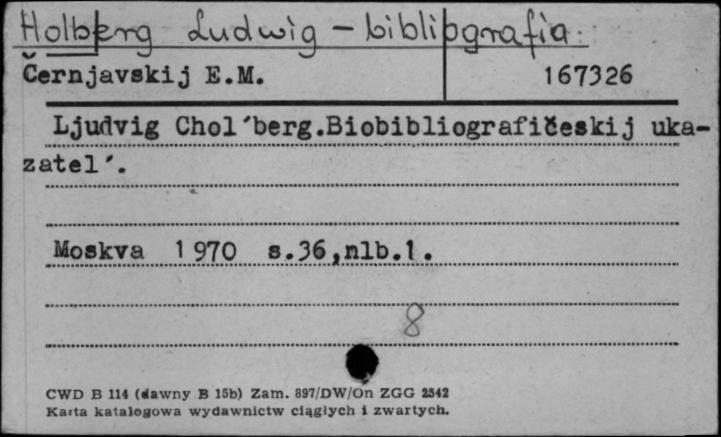 Holberg Ludwig - bibliografia.
Černjavskij E.M. 167326
Ljudvig Chol´berg.Biobibliografičeskij uka-
zatel´.
Moskva 1970 s.36,nlb.1.
8
CWD B 114 (dawny B 15b) Zam. 897/DW/On ZGG 2542
Karta katalogowa wydawnictw ciągłych i zwartych.